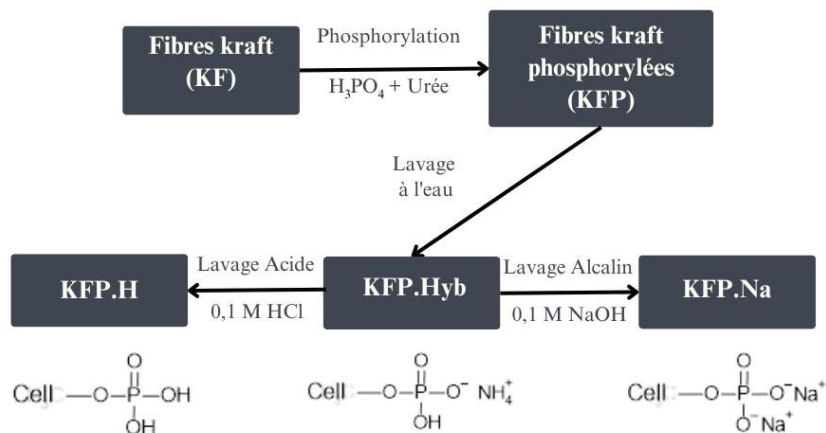 Fibres kraft
(KF)
Phosphorylation
H₃PO₄ + Urée
Fibres kraft
phosphorylées
(KFP)
Lavage
à l'eau
KFP.H
Lavage Acide
0,1 M HCl
KFP.Hyb
Lavage Alcalin
0,1 M NaOH
KFP.Na
O
Cell—O—P—OH
OH
O
Cell—O—P—O⁻ NH₄⁺
OH
O
Cell—O—P—O⁻Na⁺
O⁻Na⁺